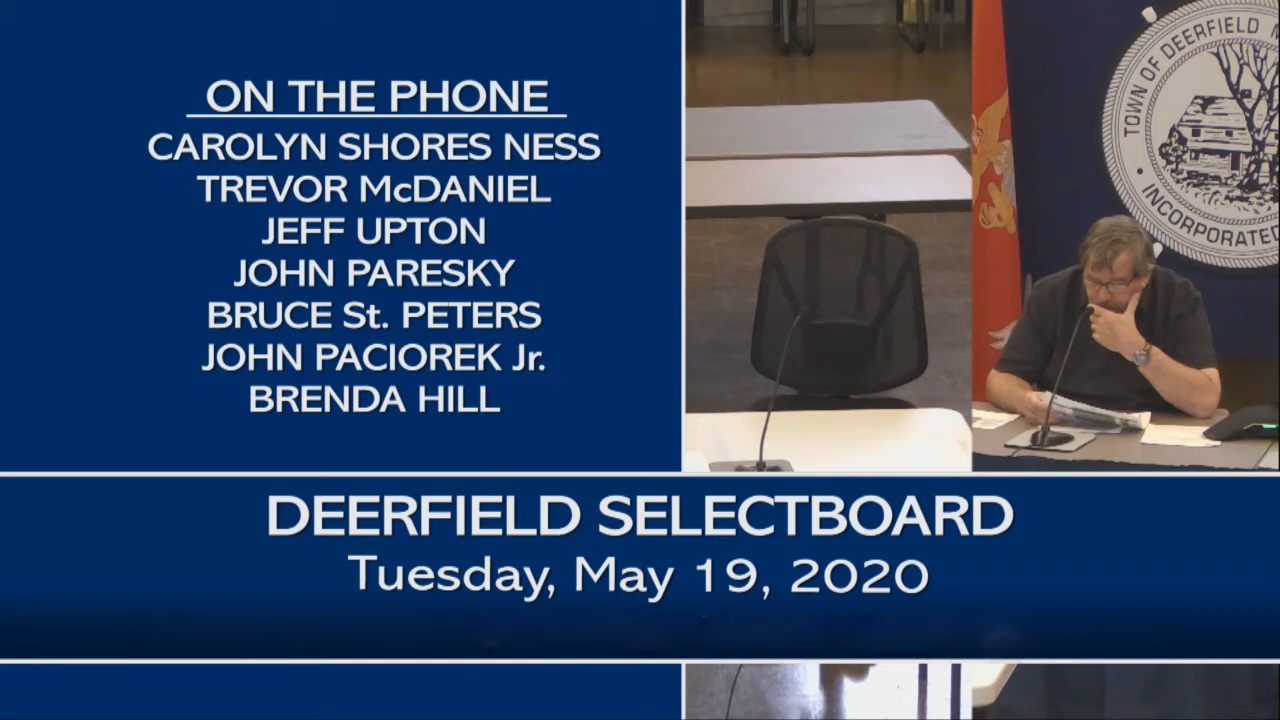 ON THE PHONE
CAROLYN SHORES NESS
TREVOR McDANIEL
JEFF UPTON
JOHN PARESKY
BRUCE St. PETERS
JOHN PACIOREK Jr.
BRENDA HILL
TOWN OF DEERFIELD
• INCORPORATED
DEERFIELD SELECTBOARD
Tuesday, May 19, 2020